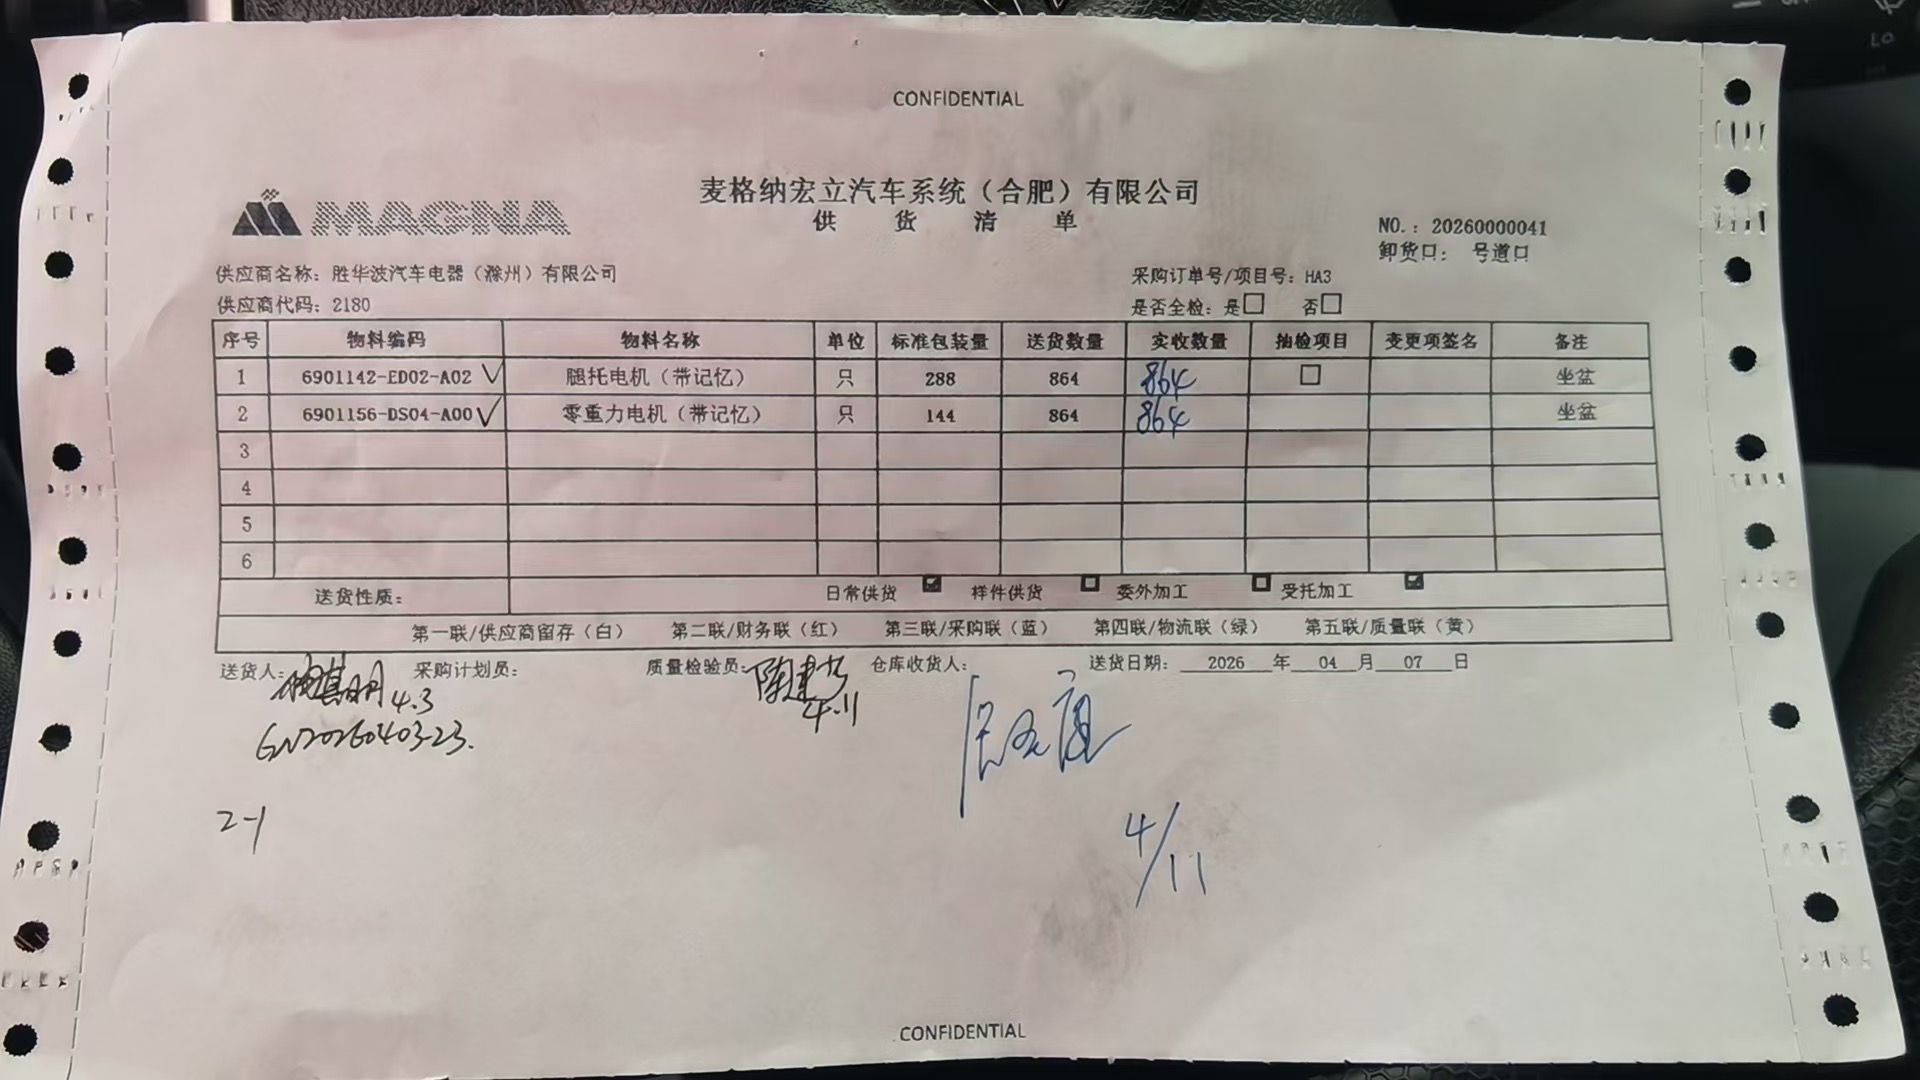 CONFIDENTIAL
MAGNA
麦格纳宏立汽车系统（合肥）有限公司
供货清单
NO.：20260000041
卸货口： 号道口
供应商名称：胜华波汽车电器（滁州）有限公司
采购订单号/项目号：HA3
供应商代码：2180
是否全检：是□ 否□
序号 物料编码 物料名称 单位 标准包装量 送货数量 实收数量 抽检项目 变更项签名 备注
1 6901142-ED02-A02 ✓ 腿托电机（带记忆） 只 288 864 864 □ 坐盆
2 6901156-DS04-A00 ✓ 零重力电机（带记忆） 只 144 864 864 坐盆
3
4
5
6
送货性质： 日常供货 ☑ 样件供货 □ 委外加工 □ 受托加工 ☑
第一联/供应商留存（白） 第二联/财务联（红） 第三联/采购联（蓝） 第四联/物流联（绿） 第五联/质量联（黄）
送货人： 采购计划员： 质量检验员： 仓库收货人： 送货日期： 2026 年 04 月 07 日
4.3
4.11
GN20260403-23.
2-1
4/11
CONFIDENTIAL